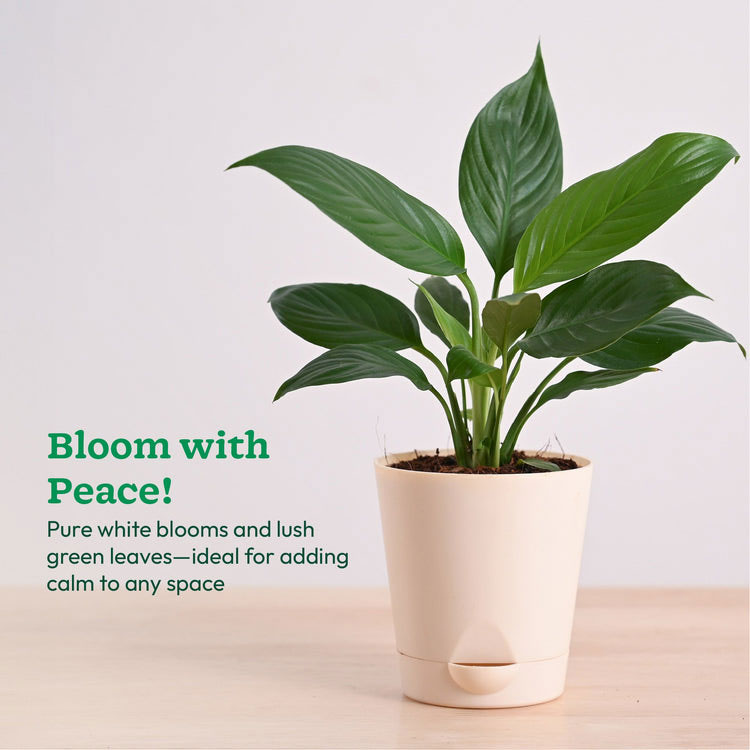 Bloom with
Peace!
Pure white blooms and lush
green leaves—ideal for adding
calm to any space